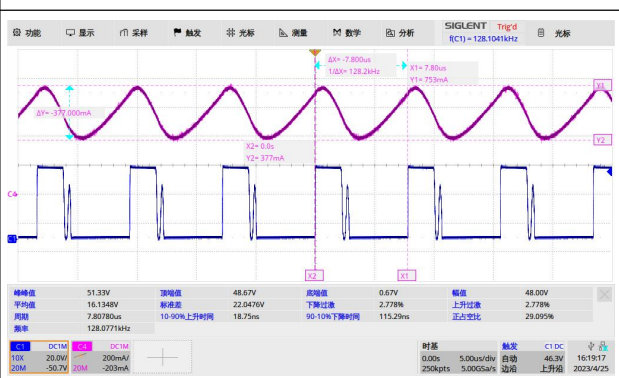 功能 显示 采样 触发 光标 测量 数学 分析 SIGLENT Trig'd f(C1) = 128.1041kHz 光标
ΔX= -7.800us
1/ΔX= 128.2kHz
X1= 7.80us
Y1= 753mA
Y1
ΔY= -377.000mA
Y2
X2= 0.0s
Y2= 377mA
C4
C1
X2 X1
峰峰值 51.33V 顶端值 48.67V 底端值 0.67V 幅值 48.00V
平均值 16.1348V 标准差 22.0476V 下降过激 2.778% 上升过激 2.778%
周期 7.80780us 10-90%上升时间 18.75ns 90-10%下降时间 115.29ns 正占空比 29.095%
频率 128.0771kHz
C1 DC1M C4 DC1M 时基 触发 C1 DC
10X 20.0V/ 200mA/ 0.00s 5.00us/div 自动 46.3V 16:19:17
20M -50.7V 20M -203mA 250kpts 5.00GSa/s 边沿 上升沿 2023/4/25